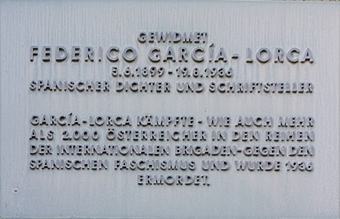 GEWIDMET
FEDERICO GARCÍA-LORCA
5.6.1899-19.8.1936
SPANISCHER DICHTER UND SCHRIFTSTELLER
GARCÍA-LORCA KÄMPFTE-WIE AUCH MEHR
ALS 2.000 ÖSTERREICHER IN DEN REIHEN
DER INTERNATIONALEN BRIGADEN-GEGEN DEN
SPANISCHEN FASCHISMUS UND WURDE 1936
ERMORDET.